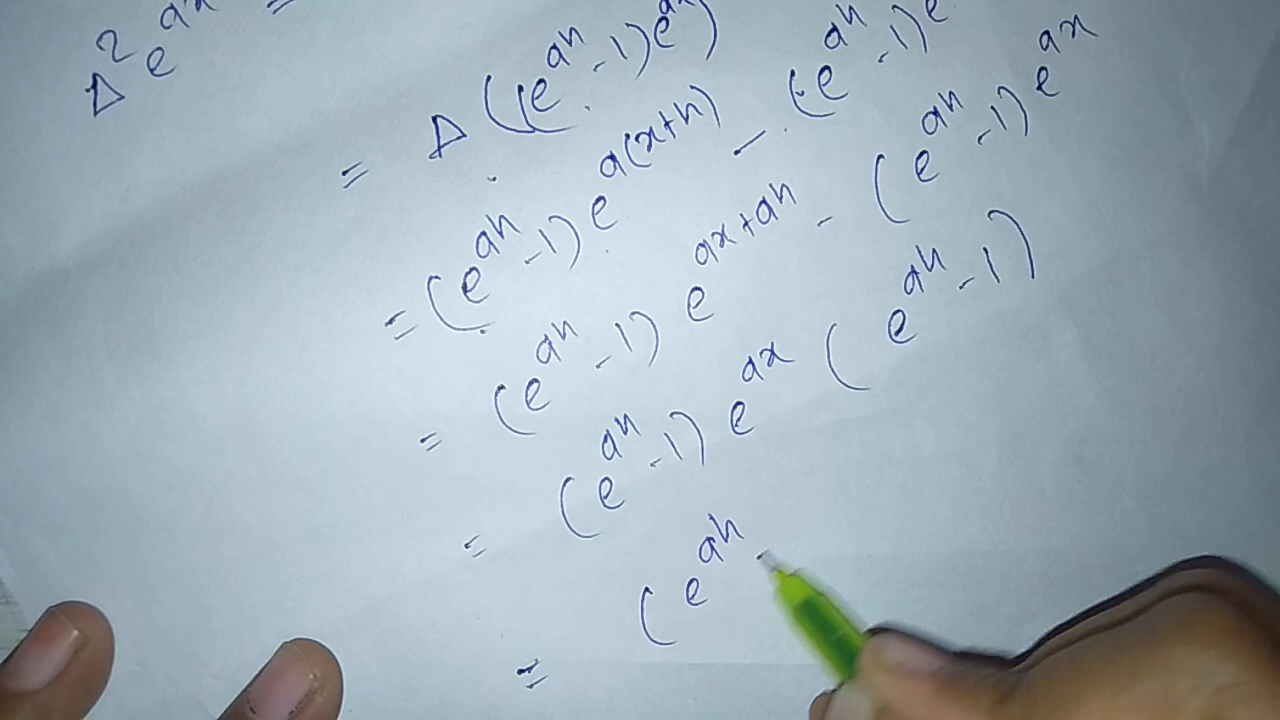 Δ² e^{ax} =
= Δ((e^{ah} - 1) e^{ax})
= (e^{ah} - 1) e^{a(x+h)} - (e^{ah} - 1) e
= (e^{ah} - 1) e^{ax+ah} - (e^{ah} - 1) e^{ax}
= (e^{ah} - 1) e^{ax} (e^{ah} - 1)
= (e^{ah}